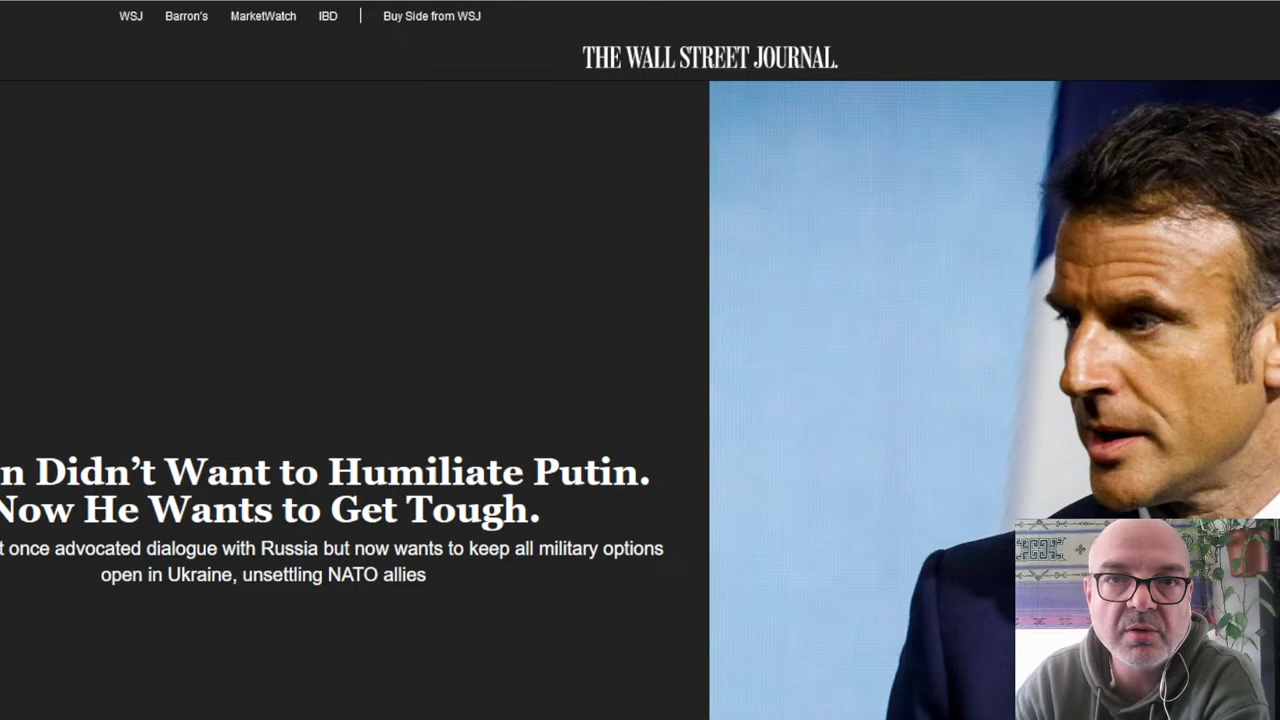 WSJ Barron's MarketWatch IBD Buy Side from WSJ
THE WALL STREET JOURNAL.
n Didn't Want to Humiliate Putin.
Now He Wants to Get Tough.
t once advocated dialogue with Russia but now wants to keep all military options
open in Ukraine, unsettling NATO allies